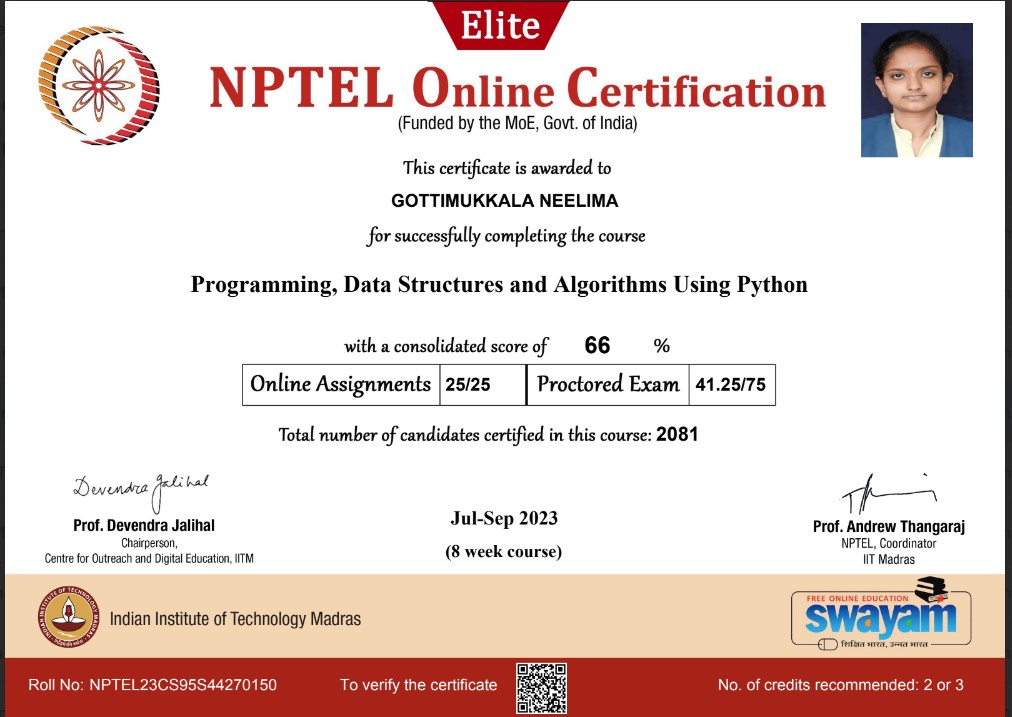 Elite
NPTEL Online Certification
(Funded by the MoE, Govt. of India)
This certificate is awarded to
GOTTIMUKKALA NEELIMA
for successfully completing the course
Programming, Data Structures and Algorithms Using Python
with a consolidated score of 66 %
Online Assignments 25/25 Proctored Exam 41.25/75
Total number of candidates certified in this course: 2081
Devendra Jalihal
Prof. Devendra Jalihal
Chairperson,
Centre for Outreach and Digital Education, IITM
Jul-Sep 2023
(8 week course)
Prof. Andrew Thangaraj
NPTEL, Coordinator
IIT Madras
INDIAN INSTITUTE OF TECHNOLOGY MADRAS
Indian Institute of Technology Madras
FREE ONLINE EDUCATION
swayam
शिक्षित भारत, उन्नत भारत
Roll No: NPTEL23CS95S44270150
To verify the certificate
No. of credits recommended: 2 or 3